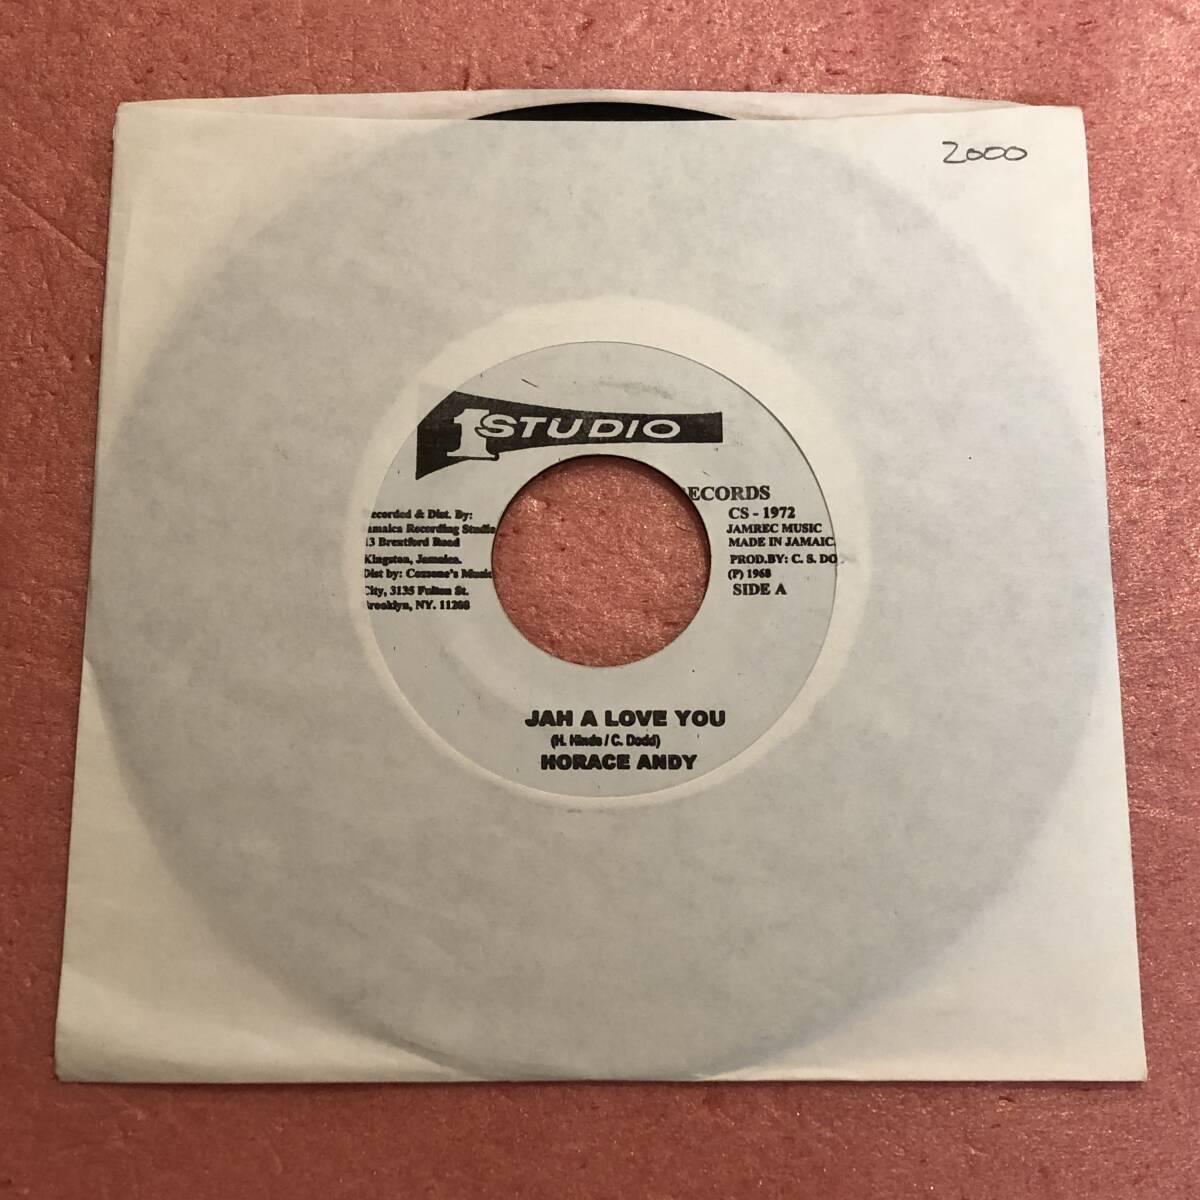 2000
1 STUDIO
ECORDS
ecorded & Dist. By:
amaica Recording Studio
13 Brentford Road
Kingston, Jamaica.
Dist by: Coxsone's Music
City, 3135 Fulton St.
Brooklyn, NY. 11208
CS - 1972
JAMREC MUSIC
MADE IN JAMAIC
PROD.BY: C. S. DO
(P) 1968
SIDE A
JAH A LOVE YOU
(H. Hinds / C. Dodd)
HORACE ANDY